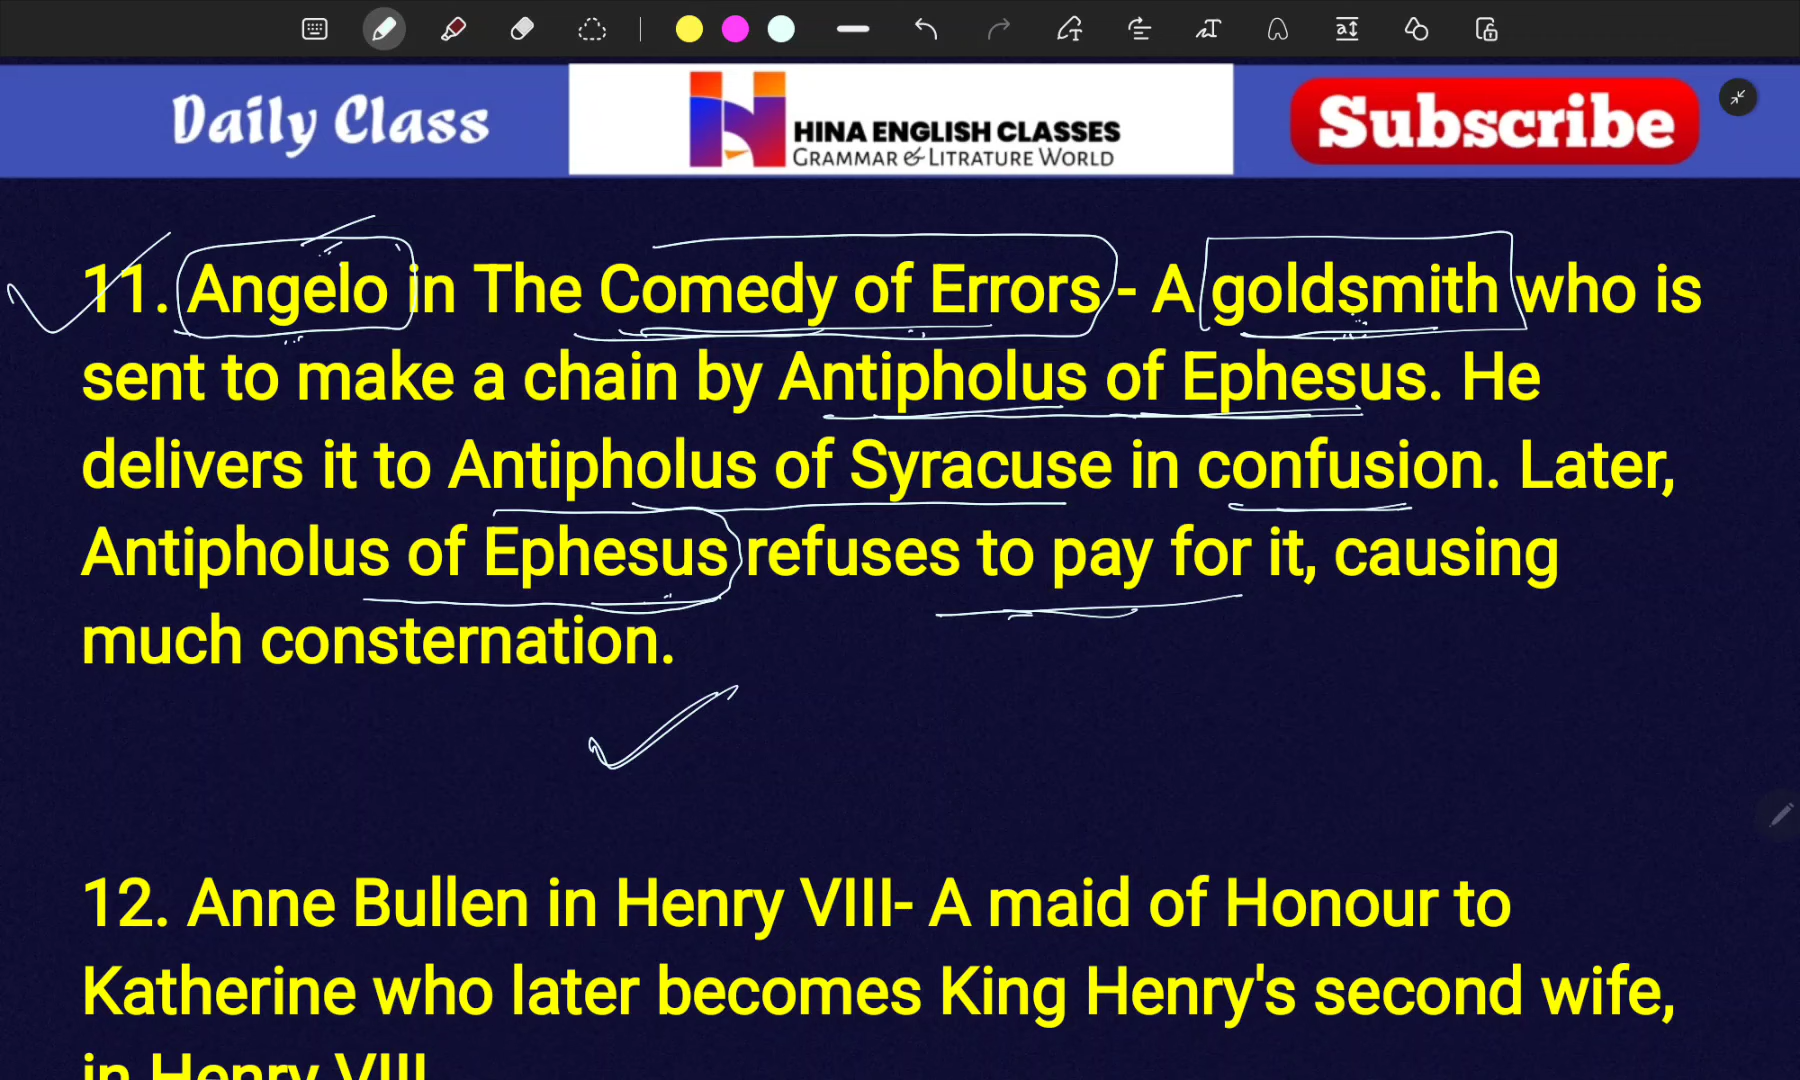 Daily Class
HINA ENGLISH CLASSES
GRAMMAR & LITRATURE WORLD
Subscribe
11. Angelo in The Comedy of Errors - A goldsmith who is
sent to make a chain by Antipholus of Ephesus. He
delivers it to Antipholus of Syracuse in confusion. Later,
Antipholus of Ephesus refuses to pay for it, causing
much consternation.
12. Anne Bullen in Henry VIII- A maid of Honour to
Katherine who later becomes King Henry's second wife,
in Henry VIII